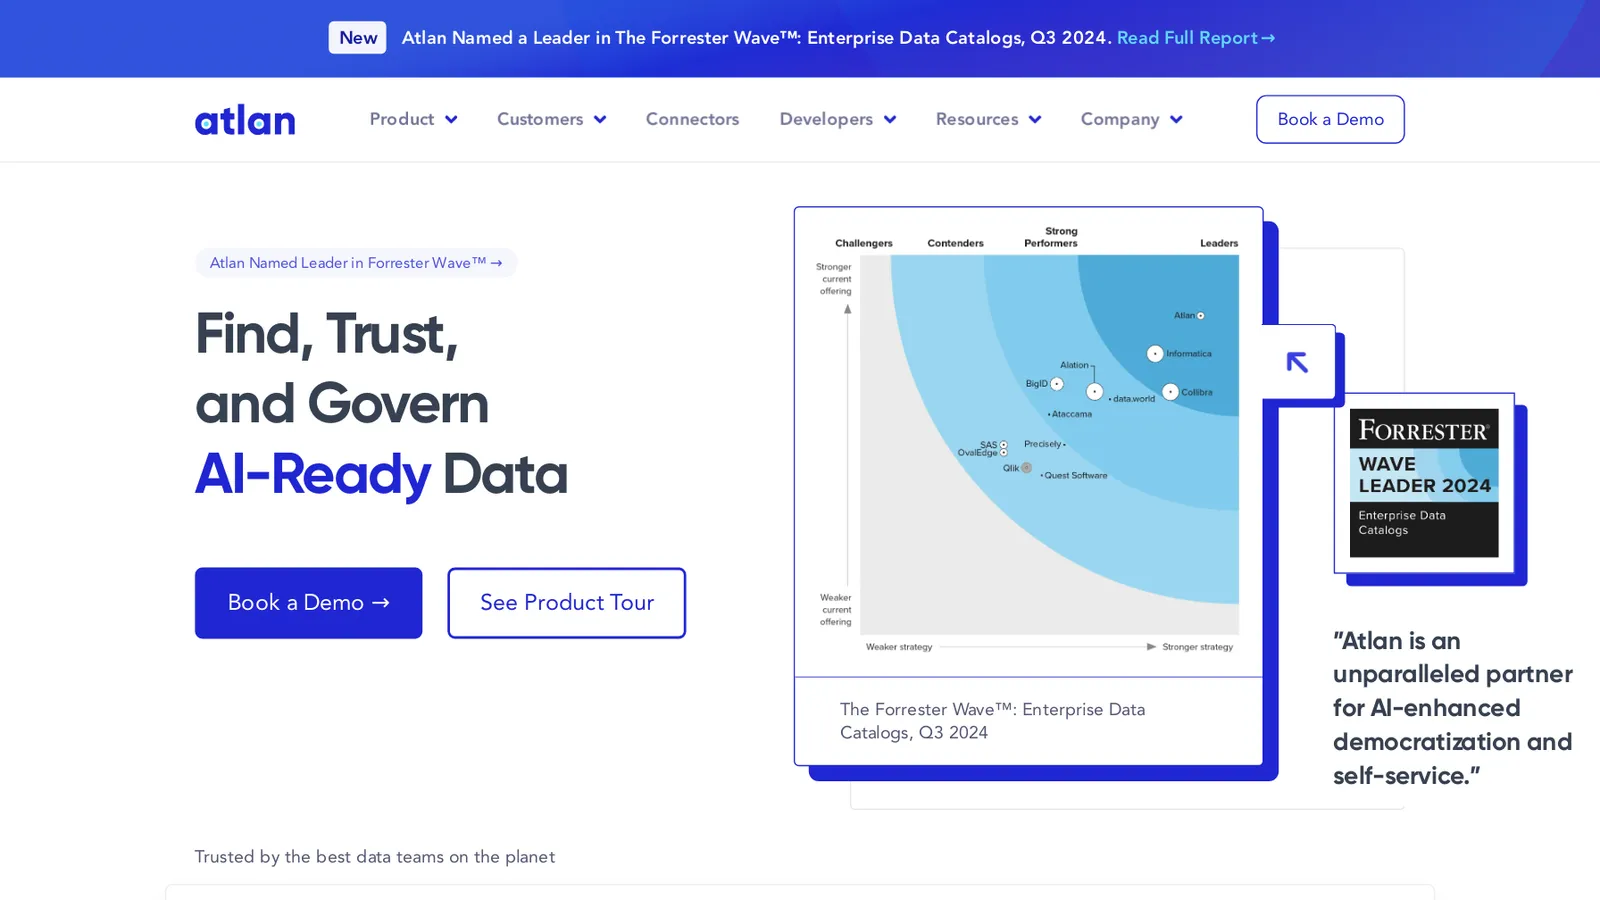 New Atlan Named a Leader in The Forrester Wave™: Enterprise Data Catalogs, Q3 2024. Read Full Report→
atlan Product Customers Connectors Developers Resources Company Book a Demo
Atlan Named Leader in Forrester Wave™ →
Find, Trust,
and Govern
AI-Ready Data
Book a Demo → See Product Tour
Challengers Contenders Strong Performers Leaders
Stronger
current
offering
Atlan
Informatica
Alation
BigID
Collibra
data.world
Ataccama
SAS
Precisely
OvalEdge
Qlik
Quest Software
Weaker
current
offering
Weaker strategy Stronger strategy
The Forrester Wave™: Enterprise Data
Catalogs, Q3 2024
FORRESTER®
WAVE
LEADER 2024
Enterprise Data
Catalogs
"Atlan is an
unparalleled partner
for AI-enhanced
democratization and
self-service."
Trusted by the best data teams on the planet